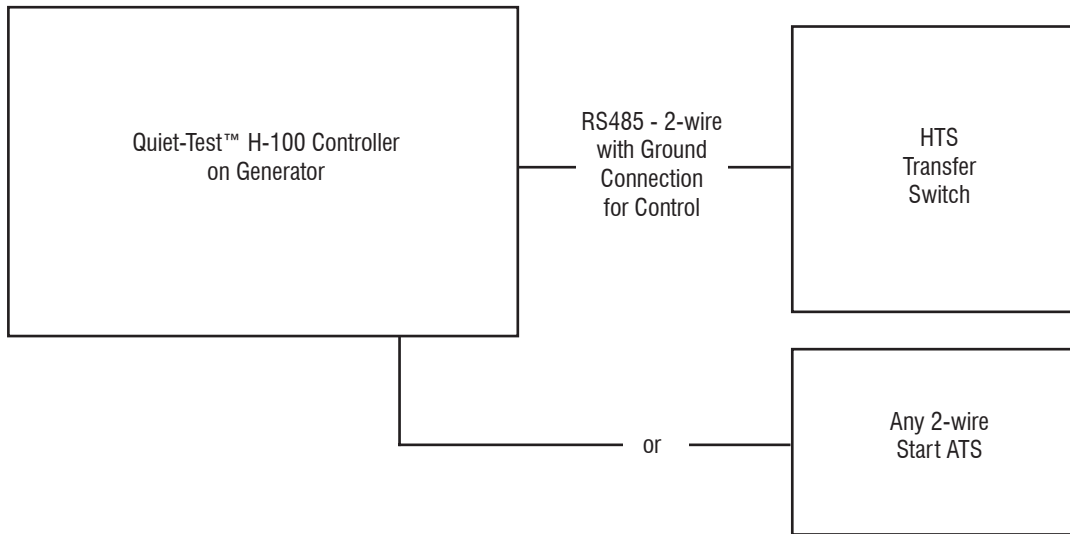 Quiet-Test™ H-100 Controller
on Generator
RS485 - 2-wire
with Ground
Connection
for Control
HTS
Transfer
Switch
or
Any 2-wire
Start ATS